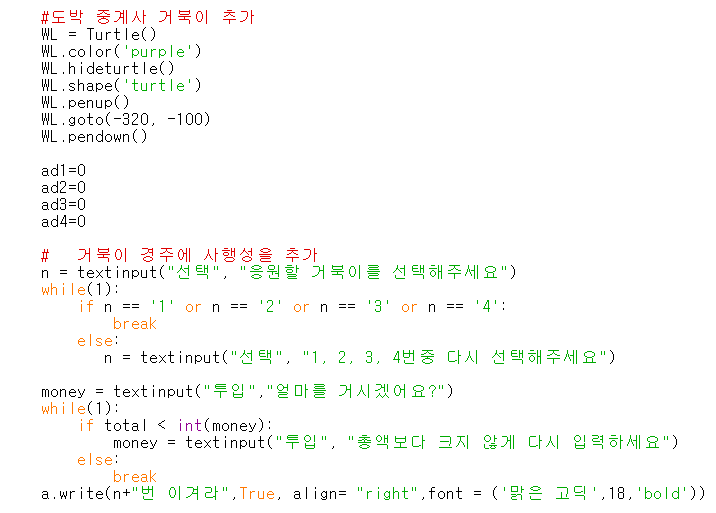 #도박 중계사 거북이 추가
WL = Turtle()
WL.color('purple')
WL.hideturtle()
WL.shape('turtle')
WL.penup()
WL.goto(-320, -100)
WL.pendown()

ad1=0
ad2=0
ad3=0
ad4=0

#   거북이 경주에 사행성을 추가
n = textinput("선택", "응원할 거북이를 선택해주세요")
while(1):
    if n == '1' or n == '2' or n == '3' or n == '4':
        break
    else:
       n = textinput("선택", "1, 2, 3, 4번중 다시 선택해주세요")

money = textinput("투입","얼마를 거시겠어요?")
while(1):
    if total < int(money):
        money = textinput("투입", "총액보다 크지 않게 다시 입력하세요")
    else:
        break
a.write(n+"번 이겨라",True, align= "right",font = ('맑은 고딕',18,'bold'))